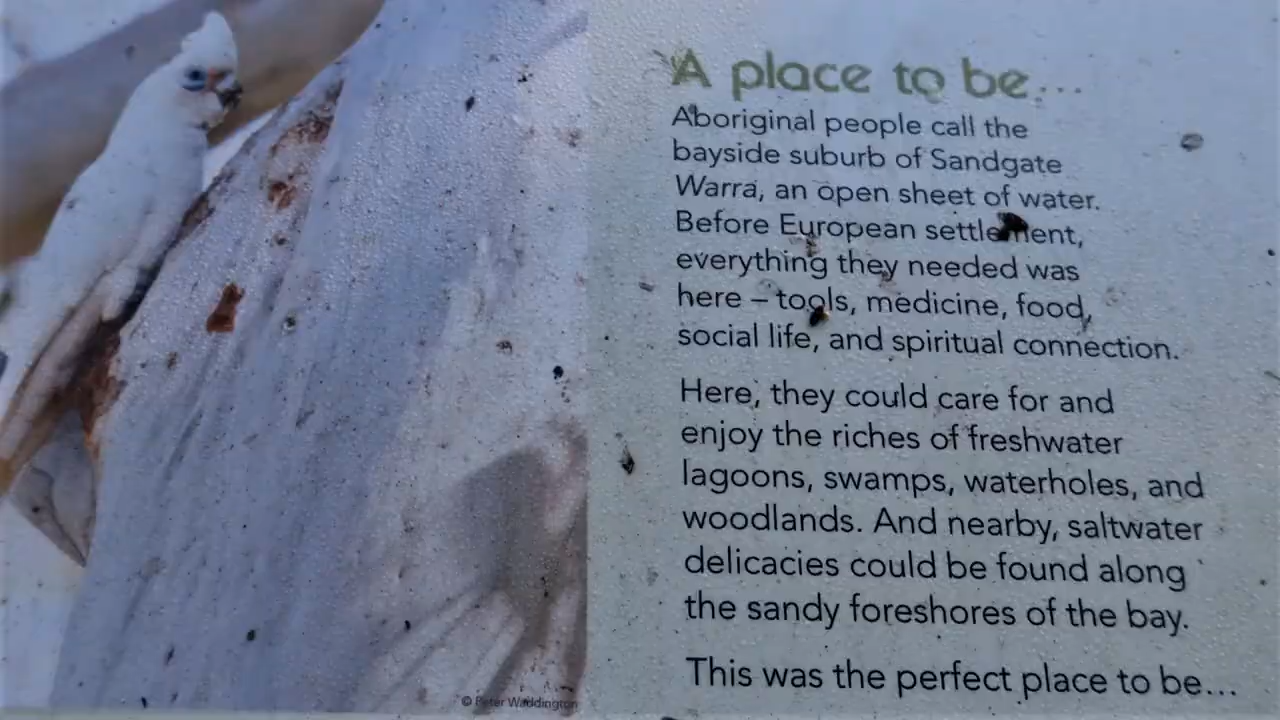 A place to be...
Aboriginal people call the
bayside suburb of Sandgate
Warra, an open sheet of water.
Before European settlement,
everything they needed was
here – tools, medicine, food,
social life, and spiritual connection.
Here, they could care for and
enjoy the riches of freshwater
lagoons, swamps, waterholes, and
woodlands. And nearby, saltwater
delicacies could be found along
the sandy foreshores of the bay.
This was the perfect place to be...
© Peter Waddington